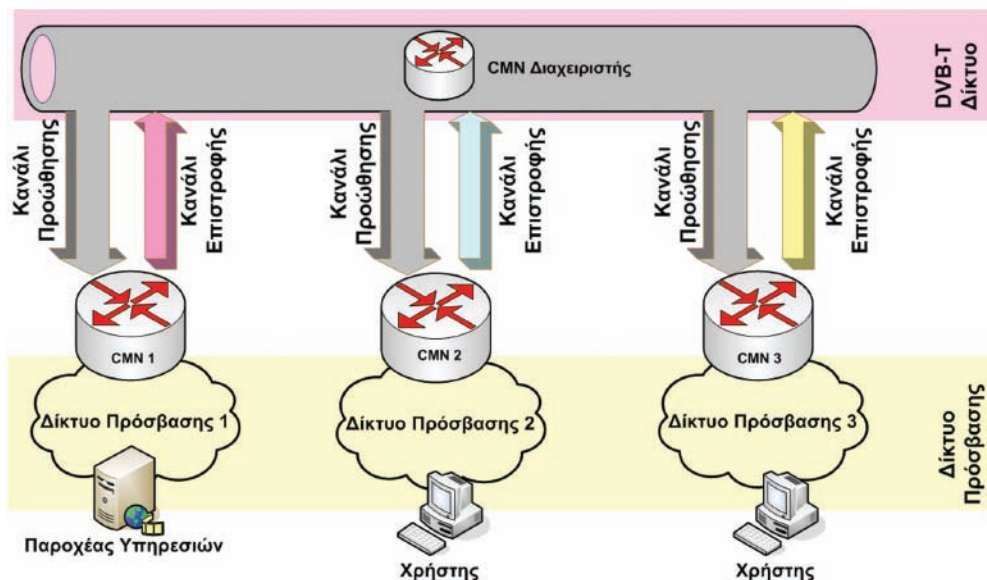 CMN Διαχειριστής
DVB-T
Δίκτυο
Κανάλι
Προώθησης
Κανάλι
Επιστροφής
Κανάλι
Προώθησης
Κανάλι
Επιστροφής
Κανάλι
Προώθησης
Κανάλι
Επιστροφής
CMN 1
CMN 2
CMN 3
Δίκτυο Πρόσβασης 1
Δίκτυο Πρόσβασης 2
Δίκτυο Πρόσβασης 3
Δίκτυο
Πρόσβασης
Παροχέας Υπηρεσιών
Χρήστης
Χρήστης